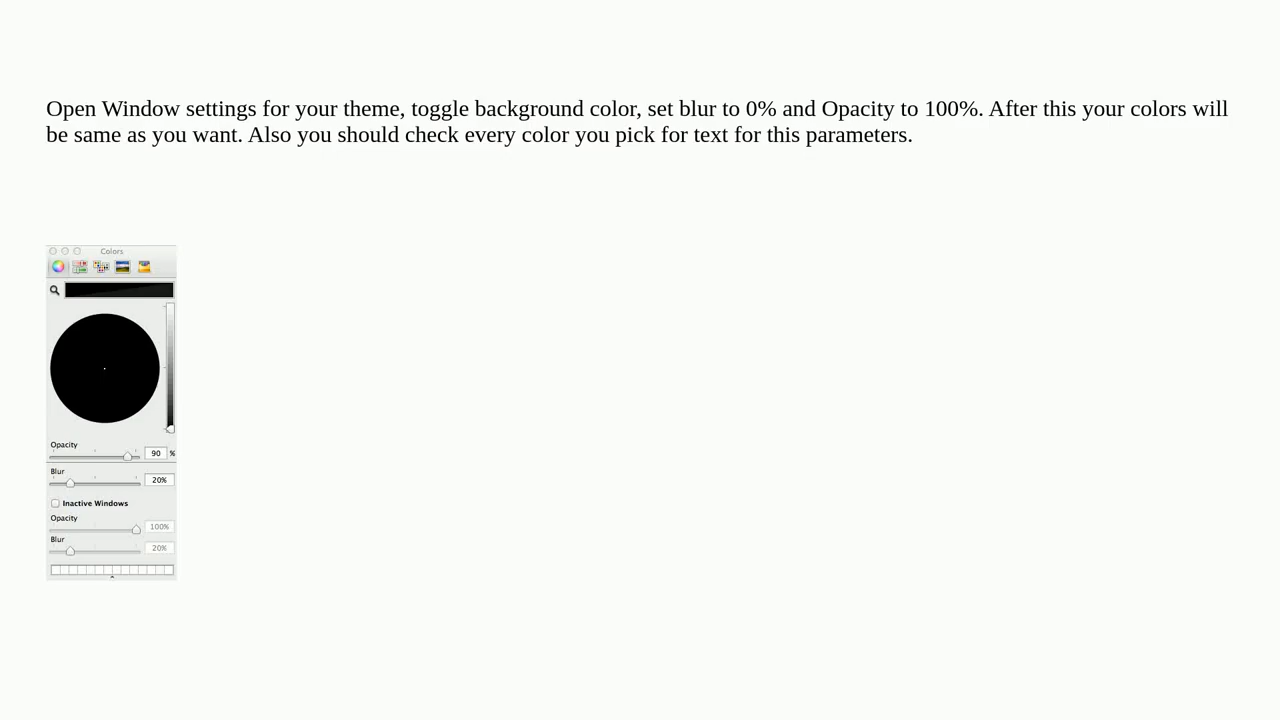 Open Window settings for your theme, toggle background color, set blur to 0% and Opacity to 100%. After this your colors will
be same as you want. Also you should check every color you pick for text for this parameters.
Colors
Opacity
90 %
Blur
20%
Inactive Windows
Opacity
100%
Blur
20%